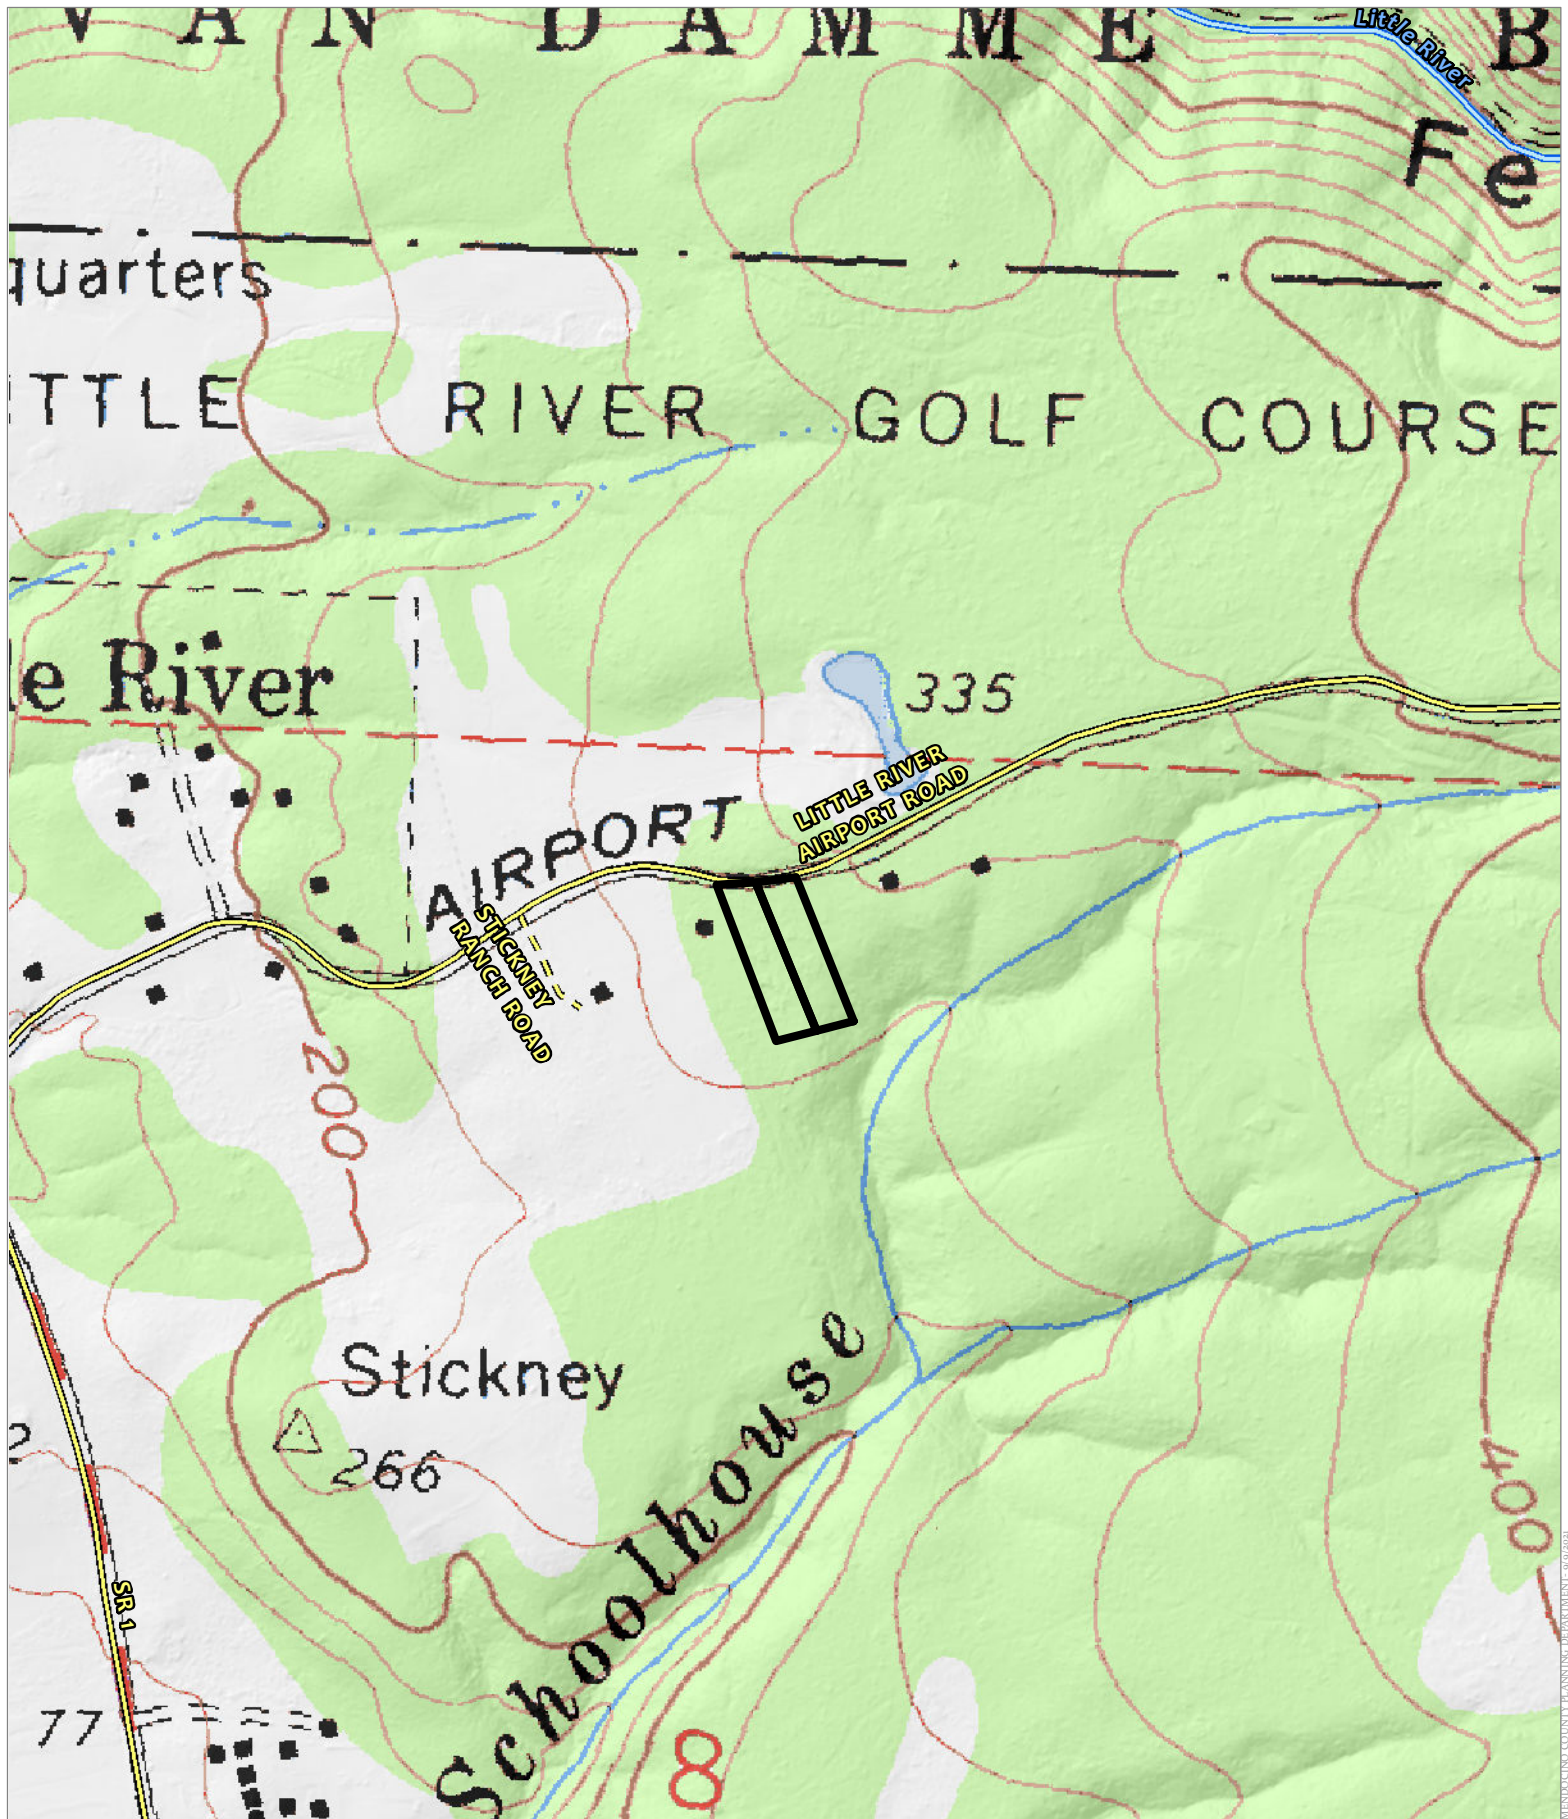 VAN DAMME B
Little River
Fe
quarters
TTLE RIVER GOLF COURSE
le River
335
LITTLE RIVER
AIRPORT ROAD
AIRPORT
STICKNEY
RANCH ROAD
200
Stickney
266
Schoolhouse
400
SR 1
77
8